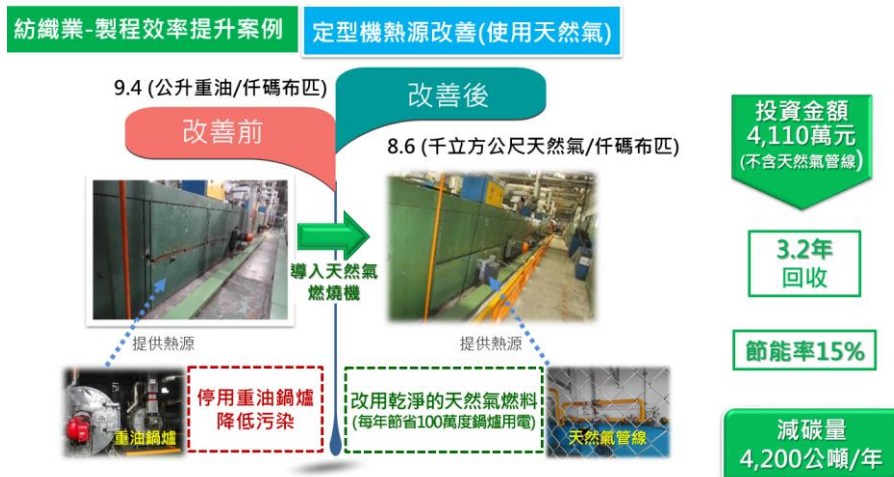 紡織業-製程效率提升案例
定型機熱源改善(使用天然氣)
9.4 (公升重油/仟碼布匹)
改善前
改善後
8.6 (千立方公尺天然氣/仟碼布匹)
導入天然氣
燃燒機
提供熱源
提供熱源
重油鍋爐
停用重油鍋爐
降低污染
改用乾淨的天然氣燃料
(每年節省100萬度鍋爐用電)
天然氣管線
投資金額
4,110萬元
(不含天然氣管線)
3.2年
回收
節能率15%
減碳量
4,200公噸/年